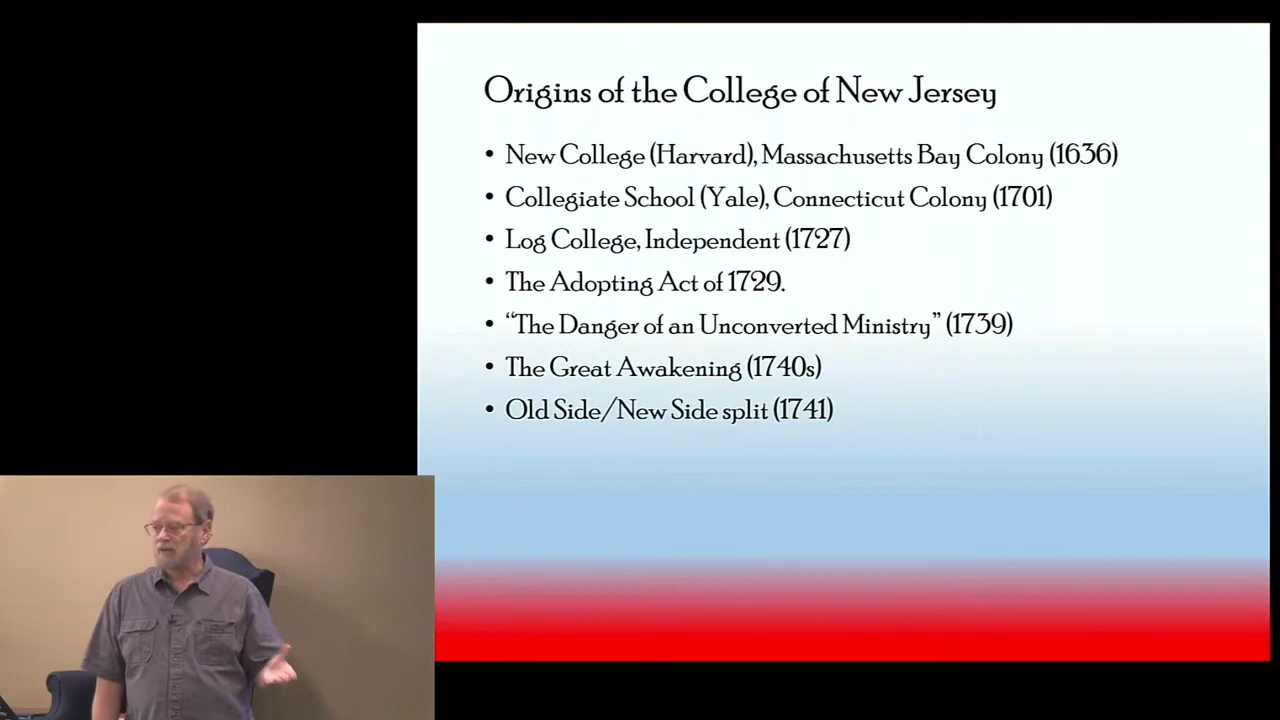 Origins of the College of New Jersey
• New College (Harvard), Massachusetts Bay Colony (1636)
• Collegiate School (Yale), Connecticut Colony (1701)
• Log College, Independent (1727)
• The Adopting Act of 1729.
• “The Danger of an Unconverted Ministry” (1739)
• The Great Awakening (1740s)
• Old Side/New Side split (1741)